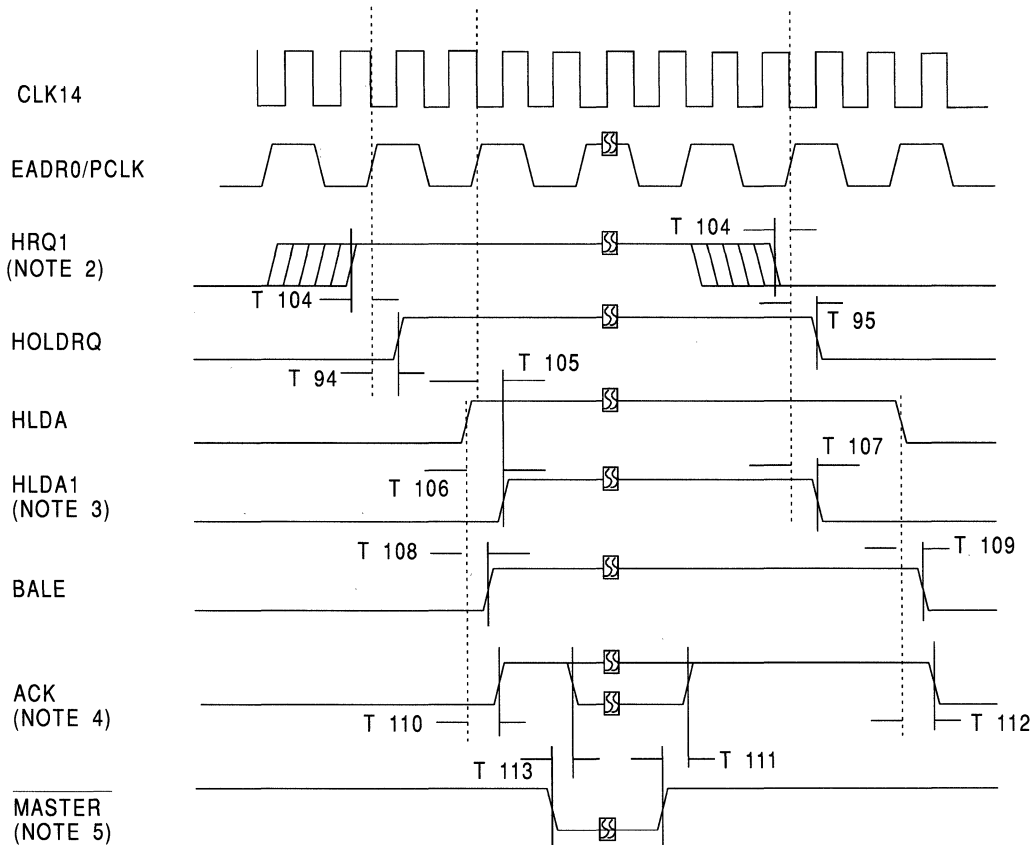 CLK14
EADR0/PCLK
T 104
HRQ1
(NOTE 2)
T 104
T 95
HOLDRQ
T 105
T 94
HLDA
T 107
T 106
HLDA1
(NOTE 3)
T 108
T 109
BALE
ACK
(NOTE 4)
T 110
T 112
T 113
T 111
MASTER
(NOTE 5)